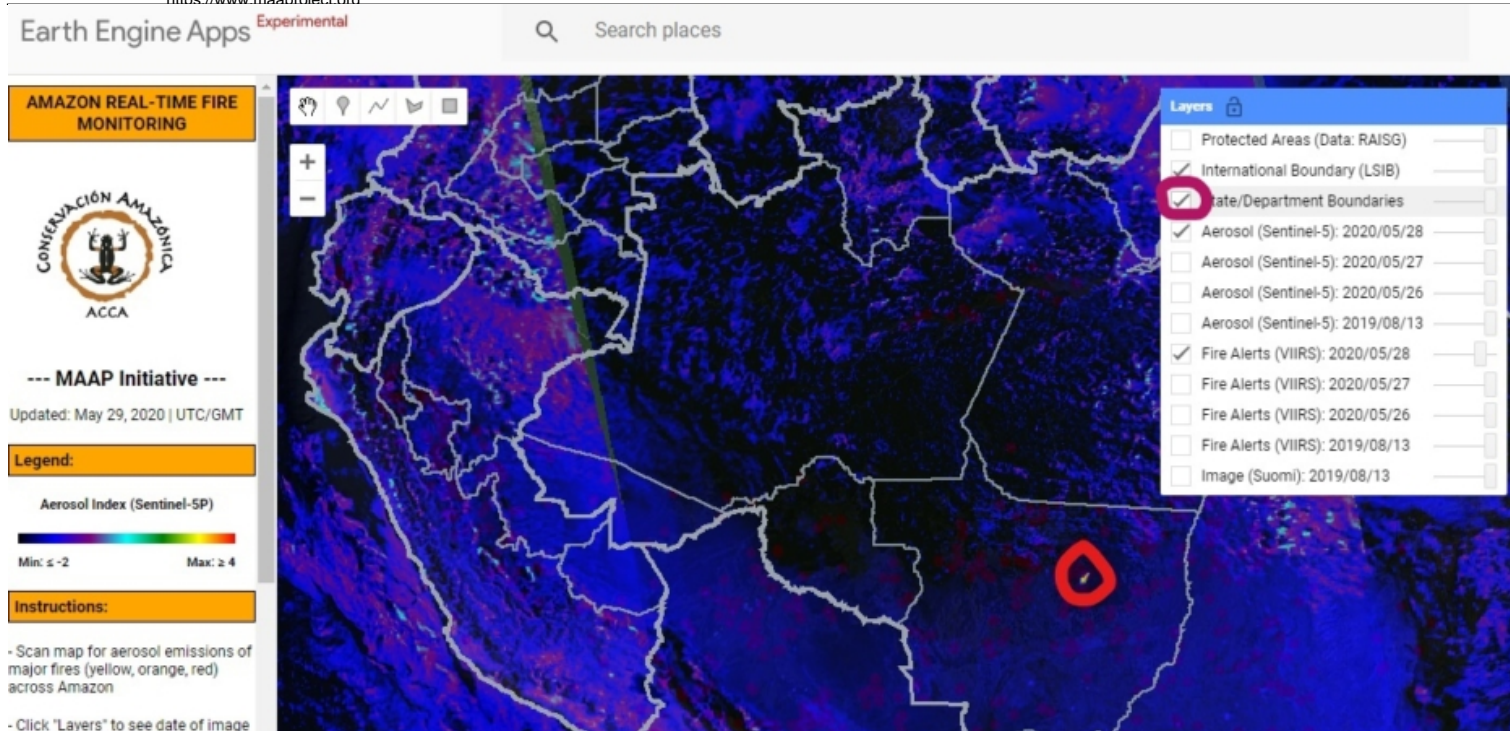 https://www.maaproject.org
Earth Engine Apps Experimental
Search places
AMAZON REAL-TIME FIRE
MONITORING
CONSERVACIÓN AMAZÓNICA
ACCA
--- MAAP Initiative ---
Updated: May 29, 2020 | UTC/GMT
Legend:
Aerosol Index (Sentinel-5P)
Min: ≤ -2
Max: ≥ 4
Instructions:
- Scan map for aerosol emissions of
major fires (yellow, orange, red)
across Amazon
- Click "Layers" to see date of image
+
−
Layers
Protected Areas (Data: RAISG)
International Boundary (LSIB)
tate/Department Boundaries
Aerosol (Sentinel-5): 2020/05/28
Aerosol (Sentinel-5): 2020/05/27
Aerosol (Sentinel-5): 2020/05/26
Aerosol (Sentinel-5): 2019/08/13
Fire Alerts (VIIRS): 2020/05/28
Fire Alerts (VIIRS): 2020/05/27
Fire Alerts (VIIRS): 2020/05/26
Fire Alerts (VIIRS): 2019/08/13
Image (Suomi): 2019/08/13